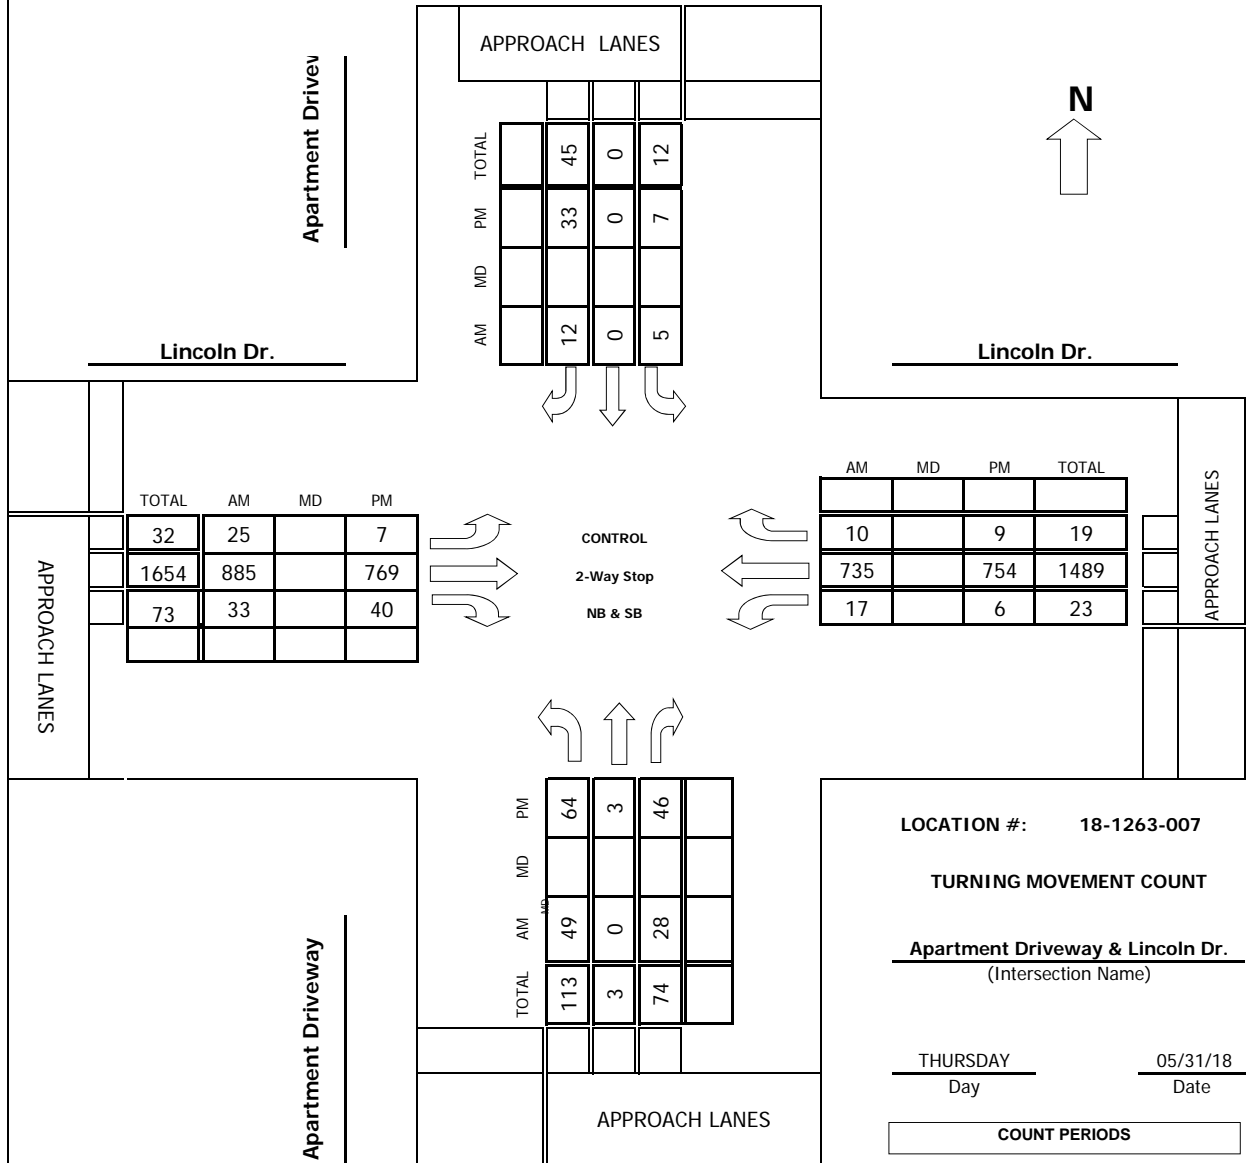 APPROACH LANES
Apartment Drivew
N
TOTAL 45 0 12
PM 33 0 7
MD
AM 12 0 5
Lincoln Dr.
Lincoln Dr.
AM MD PM TOTAL
TOTAL AM MD PM
32 25 7
1654 885 769
73 33 40
CONTROL
2-Way Stop
NB & SB
10 9 19
735 754 1489
17 6 23
APPROACH LANES
APPROACH LANES
PM 64 3 46
MD
MD
AM 49 0 28
TOTAL 113 3 74
Apartment Driveway
APPROACH LANES
LOCATION #: 18-1263-007
TURNING MOVEMENT COUNT
Apartment Driveway & Lincoln Dr.
(Intersection Name)
THURSDAY 05/31/18
Day Date
COUNT PERIODS